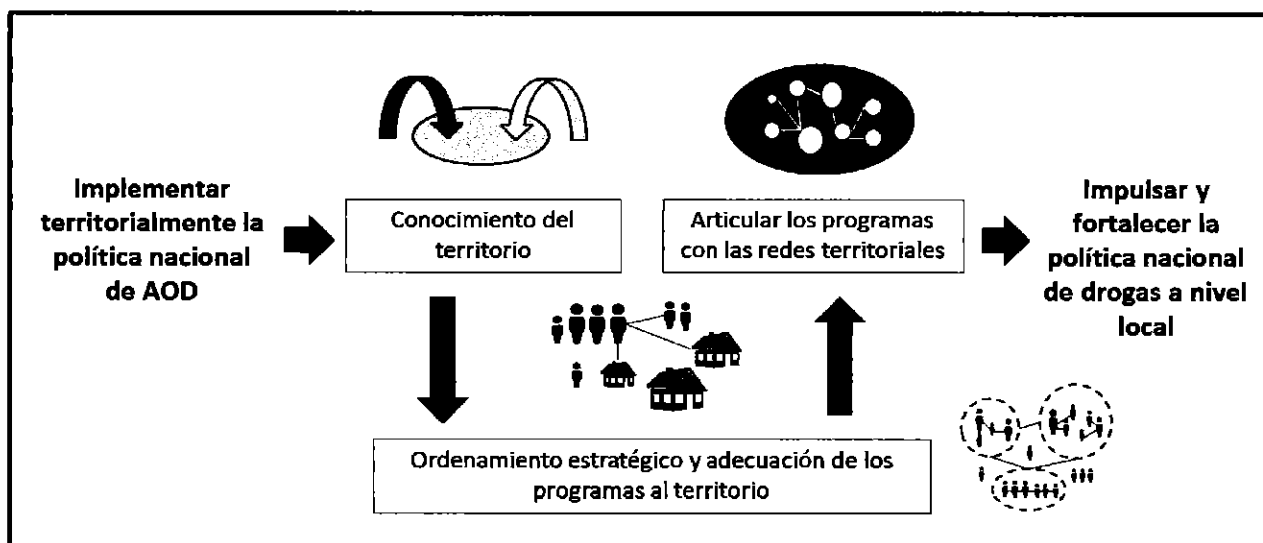 Implementar
territorialmente la
política nacional
de AOD
Conocimiento del
territorio
Articular los programas
con las redes territoriales
Impulsar y
fortalecer la
política nacional
de drogas a nivel
local
Ordenamiento estratégico y adecuación de los
programas al territorio